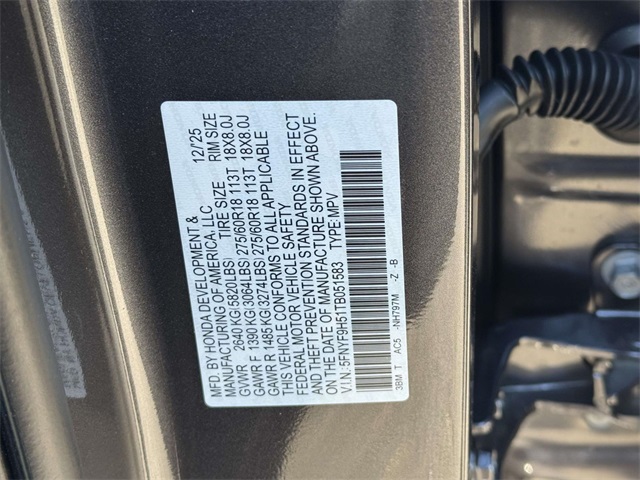 MFD. BY HONDA DEVELOPMENT &
MANUFACTURING OF AMERICA, LLC 12/'25
GVWR 2640 KG(5820LBS) TIRE SIZE RIM SIZE
GAWR F 1390 KG(3064LBS) 275/60R18 113T 18X8.0J
GAWR R 1485 KG(3274LBS) 275/60R18 113T 18X8.0J
THIS VEHICLE CONFORMS TO ALL APPLICABLE
FEDERAL MOTOR VEHICLE SAFETY
AND THEFT PREVENTION STANDARDS IN EFFECT
ON THE DATE OF MANUFACTURE SHOWN ABOVE.
V.I.N.: 5FNYF9H51TB051583 TYPE: MPV
3BM T AC5 -NH797M -Z -B